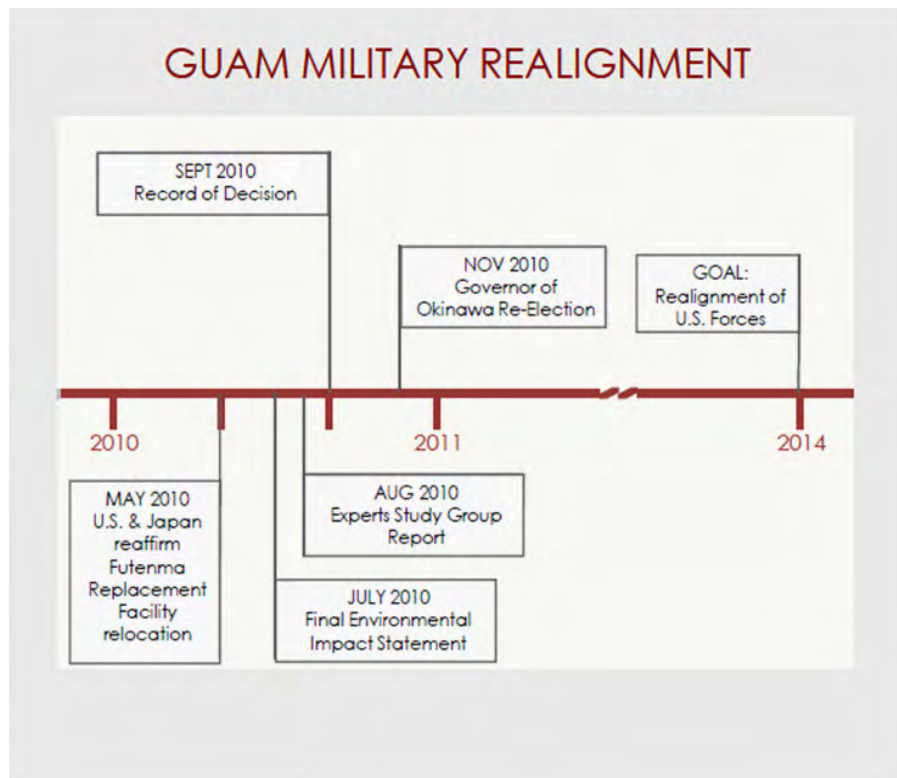 GUAM MILITARY REALIGNMENT
SEPT 2010
Record of Decision
NOV 2010
Governor of
Okinawa Re-Election
GOAL:
Realignment of
U.S. Forces
2010
2011
2014
MAY 2010
U.S. & Japan
reaffirm
Futenma
Replacement
Facility
relocation
AUG 2010
Experts Study Group
Report
JULY 2010
Final Environmental
Impact Statement